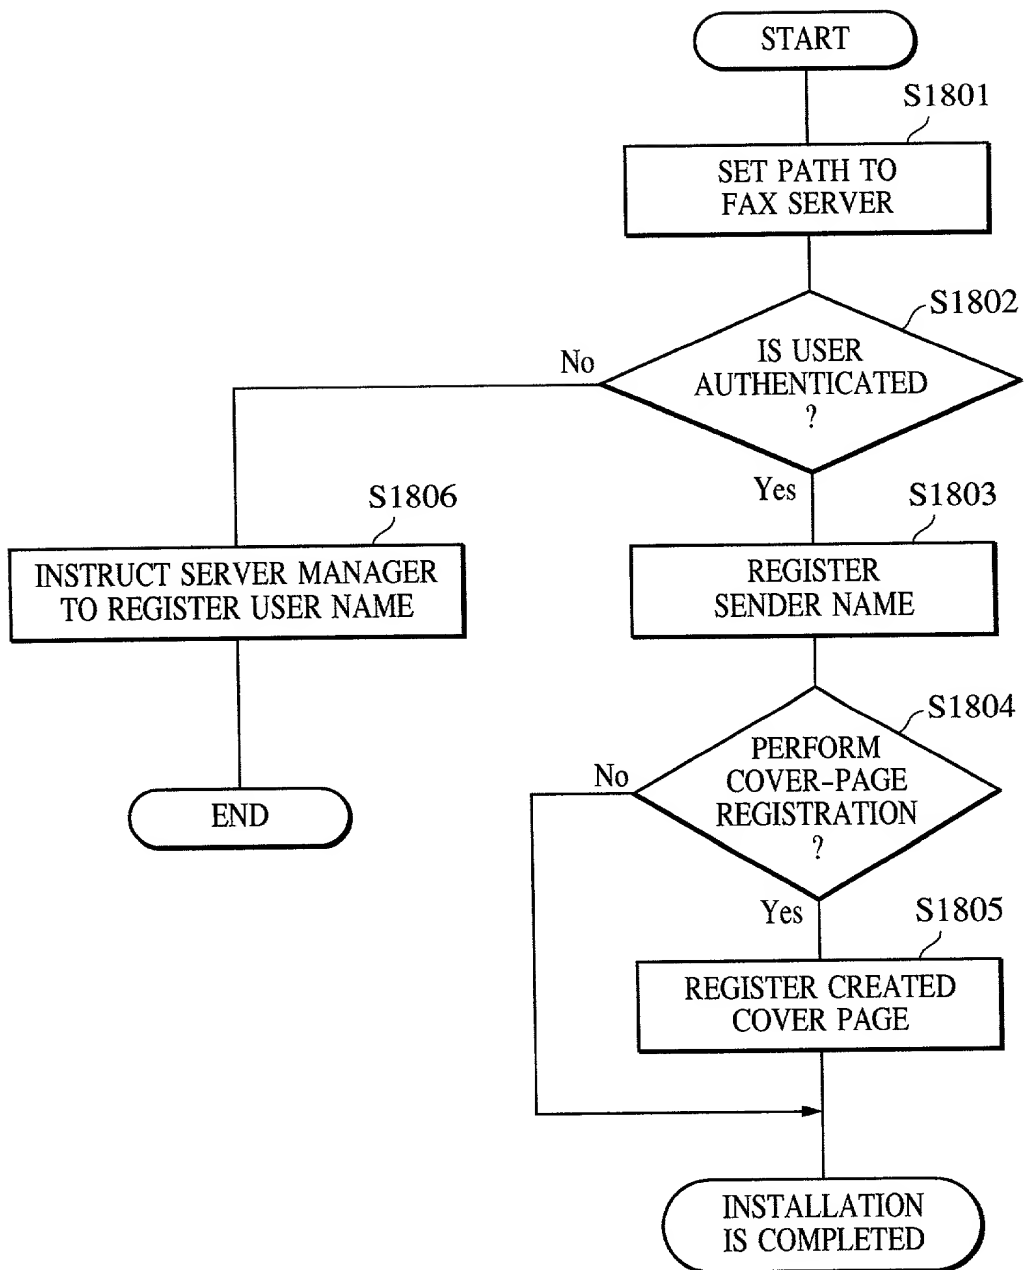 START
S1801
SET PATH TO
FAX SERVER
S1802
IS USER
AUTHENTICATED
?
No
Yes
S1806
INSTRUCT SERVER MANAGER
TO REGISTER USER NAME
END
S1803
REGISTER
SENDER NAME
S1804
PERFORM
COVER-PAGE
REGISTRATION
?
No
Yes
S1805
REGISTER CREATED
COVER PAGE
INSTALLATION
IS COMPLETED